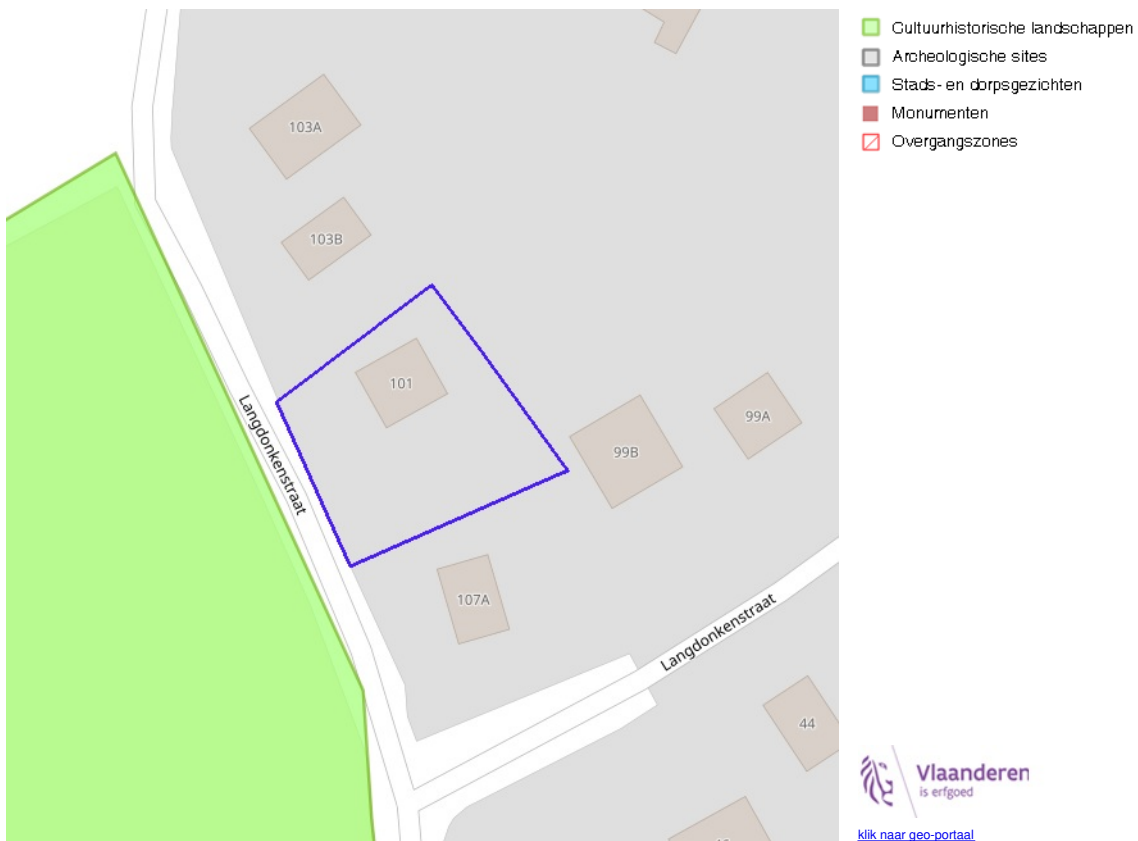 Cultuurhistorische landschappen
Archeologische sites
Stads- en dorpsgezichten
Monumenten
Overgangszones
103A
103B
101
99A
99B
107A
Langdonkenstraat
Langdonkenstraat
44
Vlaanderen
is erfgoed
klik naar geo-portaal